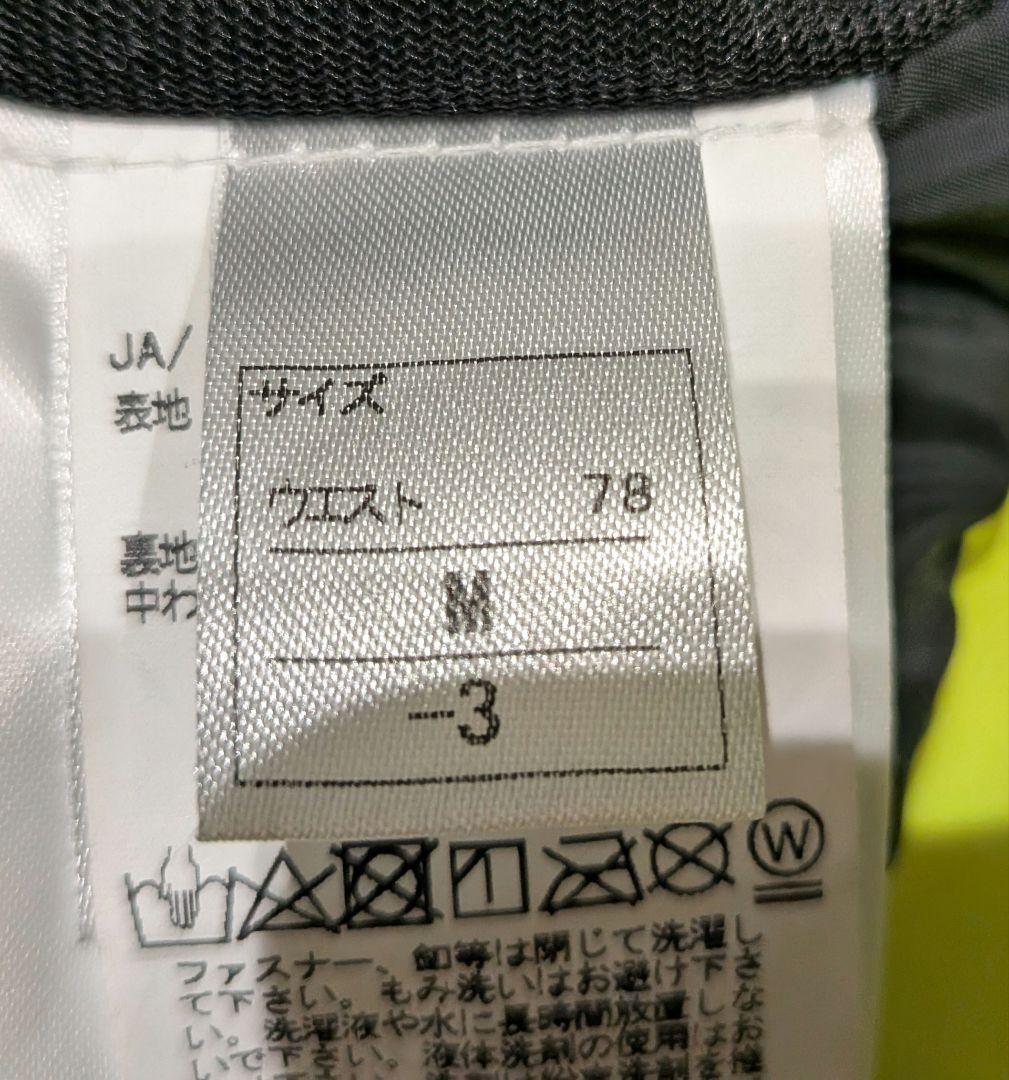 JA/
表地
裏地
中わ
サイズ
ウエスト 78
M
-3
W
ファスナー、釦等は閉じて洗濯し
て下さい。もみ洗いはお避け下さ
い。洗濯液や水に長時間放置しな
いで下さい。液体洗剤の使用はお